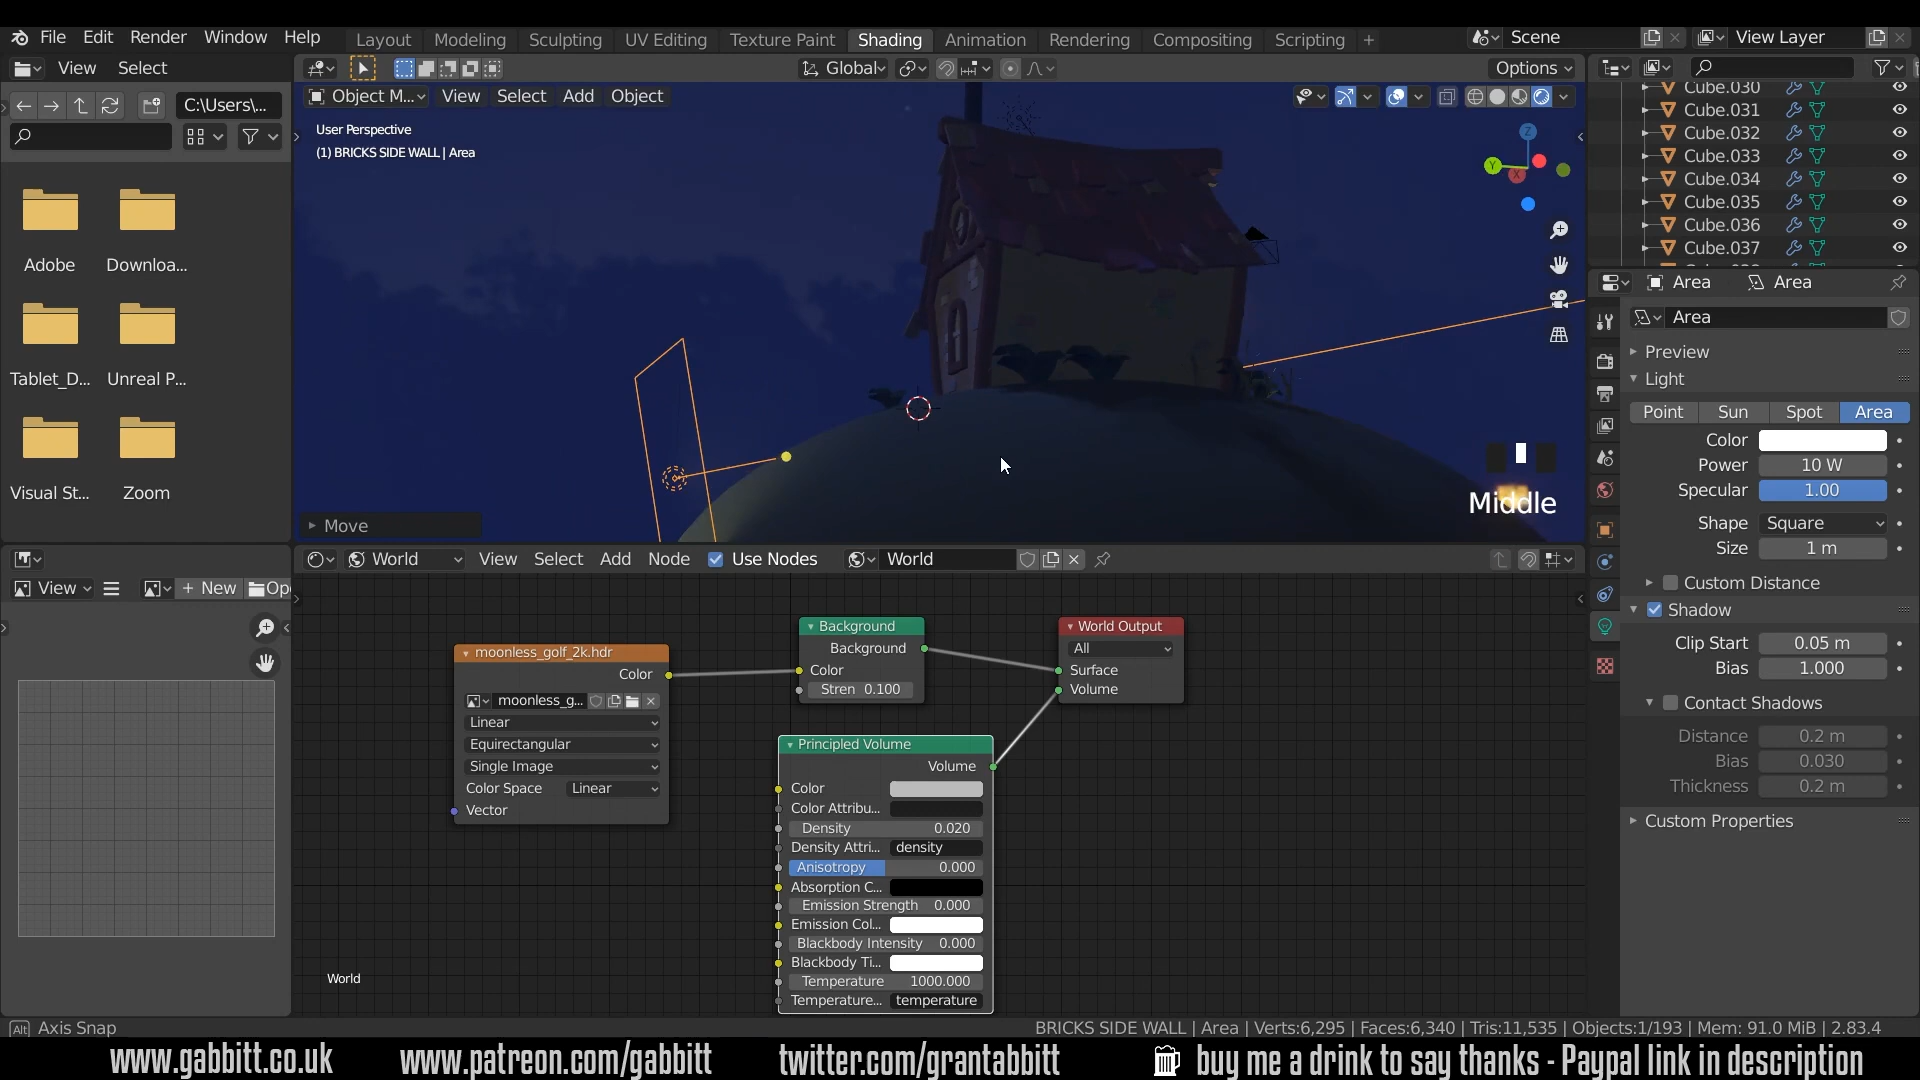 File Edit Render Window Help Layout Modeling Sculpting UV Editing Texture Paint Shading Animation Rendering Compositing Scripting + Scene View Layer
View Select Global Options
C:\Users\...
Object M... View Select Add Object
User Perspective
(1) BRICKS SIDE WALL | Area
Z
Y
X
Adobe Downloa...
Tablet_D... Unreal P...
Visual St... Zoom
Move
Middle
Cube.030
Cube.031
Cube.032
Cube.033
Cube.034
Cube.035
Cube.036
Cube.037
Area Area
Area
Preview
Light
Point Sun Spot Area
Color
Power 10 W
Specular 1.00
Shape Square
Size 1 m
Custom Distance
Shadow
Clip Start 0.05 m
Bias 1.000
Contact Shadows
Distance 0.2 m
Bias 0.030
Thickness 0.2 m
Custom Properties
View + New Op
World View Select Add Node Use Nodes World
moonless_golf_2k.hdr
Color
moonless_g...
Linear
Equirectangular
Single Image
Color Space Linear
Vector
Background
Background
Color
Stren 0.100
World Output
All
Surface
Volume
Principled Volume
Volume
Color
Color Attribu...
Density 0.020
Density Attri... density
Anisotropy 0.000
Absorption C...
Emission Strength 0.000
Emission Col...
Blackbody Intensity 0.000
Blackbody Ti...
Temperature 1000.000
Temperature... temperature
World
Alt Axis Snap
BRICKS SIDE WALL | Area | Verts:6,295 | Faces:6,340 | Tris:11,535 | Objects:1/193 | Mem: 91.0 MiB | 2.83.4
www.gabbitt.co.uk www.patreon.com/gabbitt twitter.com/grantabbitt buy me a drink to say thanks - Paypal link in description